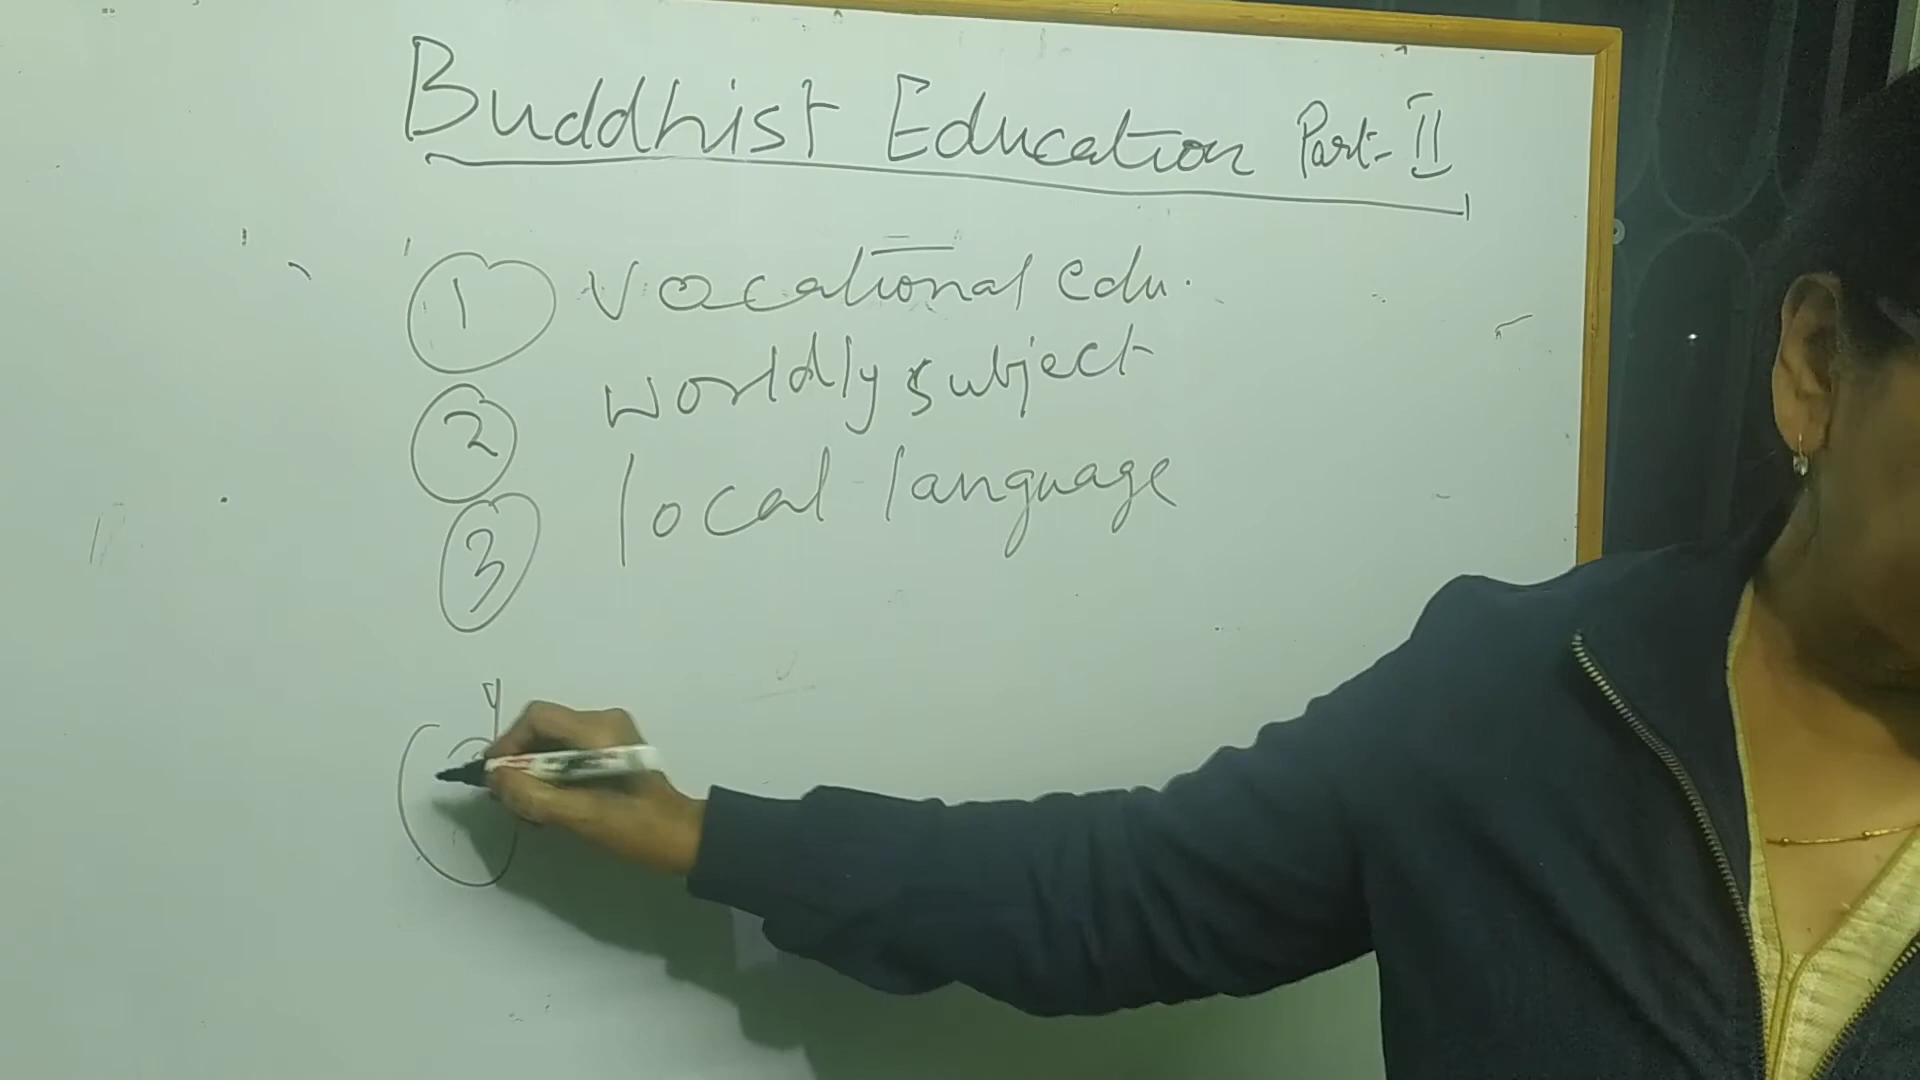 Buddhist Education Part-II
1 Vocational edu.
2 worldly subject
3 local language